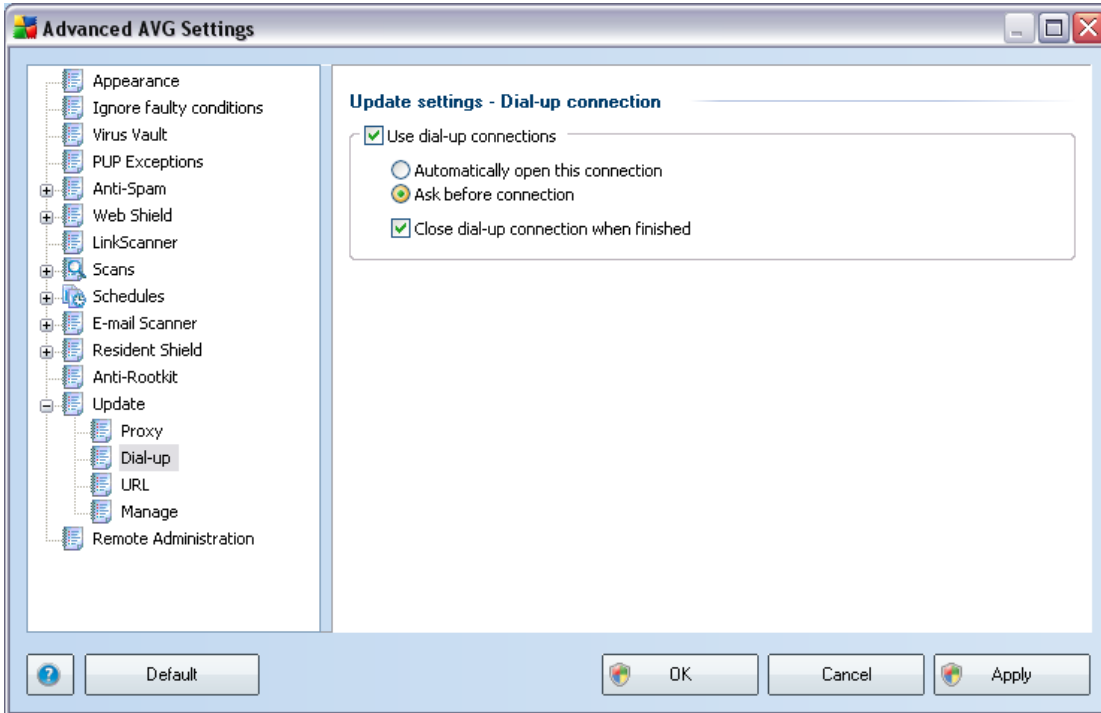 Advanced AVG Settings
Appearance
Ignore faulty conditions
Virus Vault
PUP Exceptions
Anti-Spam
Web Shield
LinkScanner
Scans
Schedules
E-mail Scanner
Resident Shield
Anti-Rootkit
Update
Proxy
Dial-up
URL
Manage
Remote Administration
Update settings - Dial-up connection
Use dial-up connections
Automatically open this connection
Ask before connection
Close dial-up connection when finished
? Default OK Cancel Apply